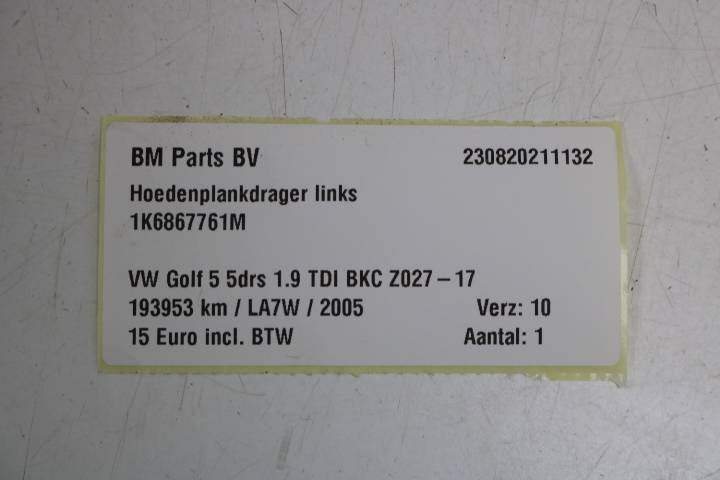 BM Parts BV 230820211132
Hoedenplankdrager links
1K6867761M
VW Golf 5 5drs 1.9 TDI BKC Z027-17
193953 km / LA7W / 2005 Verz: 10
15 Euro incl. BTW Aantal: 1